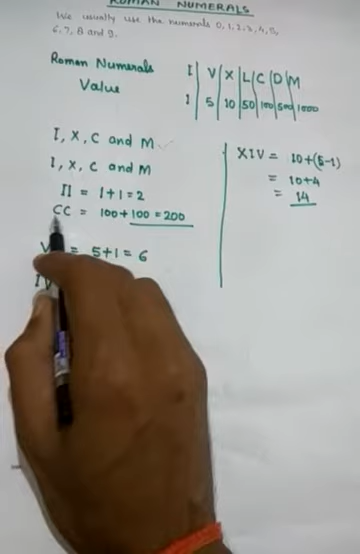 ROMAN NUMERALS
We usually use the numerals 0, 1, 2, 3, 4, 5,
6, 7, 8 and 9.
Roman Numerals I V X L C D M
Value 1 5 10 50 100 500 1000
I, X, C and M ✓
I, X, C and M
II = 1+1 = 2
CC = 100+100 = 200
= 5+1 = 6
XIV = 10+(5-1)
= 10+4
= 14